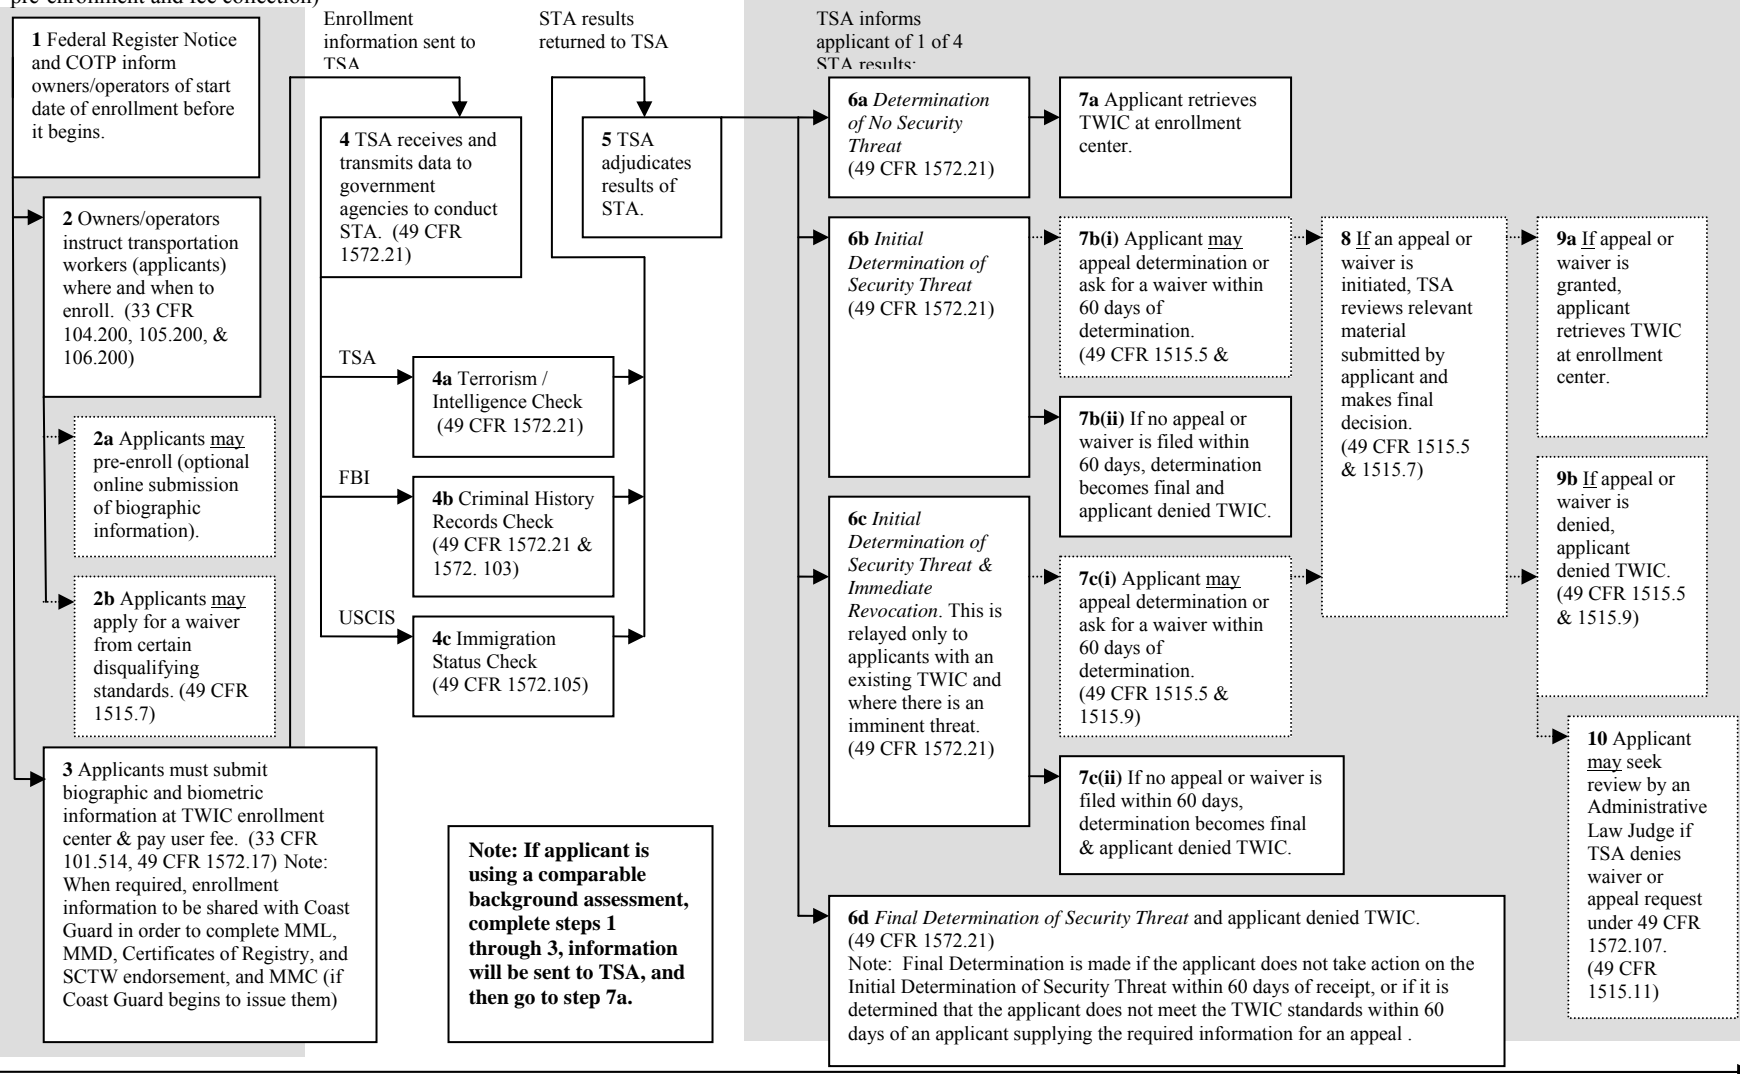 pre-enrollment and fee collection)
1 Federal Register Notice
and COTP inform
owners/operators of start
date of enrollment before
it begins.
2 Owners/operators
instruct transportation
workers (applicants)
where and when to
enroll. (33 CFR
104.200, 105.200, &
106.200)
2a Applicants may
pre-enroll (optional
online submission
of biographic
information).
2b Applicants may
apply for a waiver
from certain
disqualifying
standards. (49 CFR
1515.7)
3 Applicants must submit
biographic and biometric
information at TWIC enrollment
center & pay user fee. (33 CFR
101.514, 49 CFR 1572.17) Note:
When required, enrollment
information to be shared with Coast
Guard in order to complete MML,
MMD, Certificates of Registry, and
SCTW endorsement, and MMC (if
Coast Guard begins to issue them)
Enrollment
information sent to
TSA
4 TSA receives and
transmits data to
government
agencies to conduct
STA. (49 CFR
1572.21)
TSA
4a Terrorism /
Intelligence Check
(49 CFR 1572.21)
FBI
4b Criminal History
Records Check
(49 CFR 1572.21 &
1572. 103)
USCIS
4c Immigration
Status Check
(49 CFR 1572.105)
STA results
returned to TSA
5 TSA
adjudicates
results of
STA.
Note: If applicant is
using a comparable
background assessment,
complete steps 1
through 3, information
will be sent to TSA, and
then go to step 7a.
TSA informs
applicant of 1 of 4
STA results:
6a Determination
of No Security
Threat
(49 CFR 1572.21)
7a Applicant retrieves
TWIC at enrollment
center.
6b Initial
Determination of
Security Threat
(49 CFR 1572.21)
7b(i) Applicant may
appeal determination or
ask for a waiver within
60 days of
determination.
(49 CFR 1515.5 &
7b(ii) If no appeal or
waiver is filed within
60 days, determination
becomes final and
applicant denied TWIC.
6c Initial
Determination of
Security Threat &
Immediate
Revocation. This is
relayed only to
applicants with an
existing TWIC and
where there is an
imminent threat.
(49 CFR 1572.21)
7c(i) Applicant may
appeal determination or
ask for a waiver within
60 days of
determination.
(49 CFR 1515.5 &
1515.9)
7c(ii) If no appeal or waiver is
filed within 60 days,
determination becomes final
& applicant denied TWIC.
8 If an appeal or
waiver is
initiated, TSA
reviews relevant
material
submitted by
applicant and
makes final
decision.
(49 CFR 1515.5
& 1515.7)
9a If appeal or
waiver is
granted,
applicant
retrieves TWIC
at enrollment
center.
9b If appeal or
waiver is
denied,
applicant
denied TWIC.
(49 CFR 1515.5
& 1515.9)
10 Applicant
may seek
review by an
Administrative
Law Judge if
TSA denies
waiver or
appeal request
under 49 CFR
1572.107.
(49 CFR
1515.11)
6d Final Determination of Security Threat and applicant denied TWIC.
(49 CFR 1572.21)
Note: Final Determination is made if the applicant does not take action on the
Initial Determination of Security Threat within 60 days of receipt, or if it is
determined that the applicant does not meet the TWIC standards within 60
days of an applicant supplying the required information for an appeal .